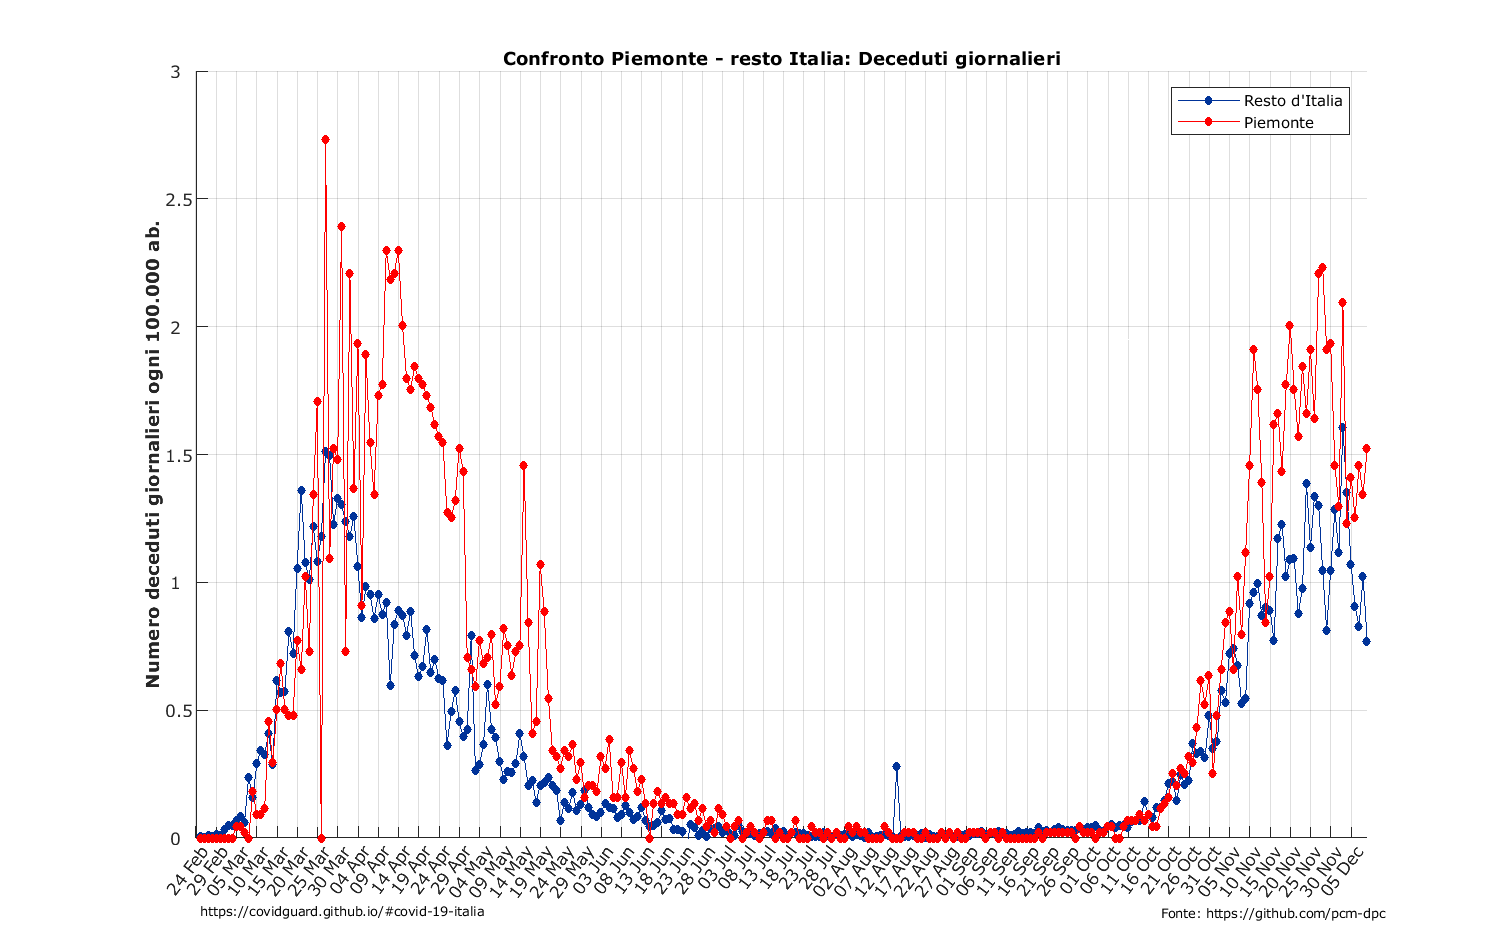 Confronto Piemonte - resto Italia: Deceduti giornalieri
Resto d'Italia
Piemonte
Numero deceduti giornalieri ogni 100.000 ab.
3
2.5
2
1.5
1
0.5
0
24 Feb
29 Feb
05 Mar
10 Mar
15 Mar
20 Mar
25 Mar
30 Mar
04 Apr
09 Apr
14 Apr
19 Apr
24 Apr
29 Apr
04 May
09 May
14 May
19 May
24 May
29 May
03 Jun
08 Jun
13 Jun
18 Jun
23 Jun
28 Jun
03 Jul
08 Jul
13 Jul
18 Jul
23 Jul
28 Jul
02 Aug
07 Aug
12 Aug
17 Aug
22 Aug
27 Aug
01 Sep
06 Sep
11 Sep
16 Sep
21 Sep
26 Sep
01 Oct
06 Oct
11 Oct
16 Oct
21 Oct
26 Oct
31 Oct
05 Nov
10 Nov
15 Nov
20 Nov
25 Nov
30 Nov
05 Dec
https://covidguard.github.io/#covid-19-italia
Fonte: https://github.com/pcm-dpc